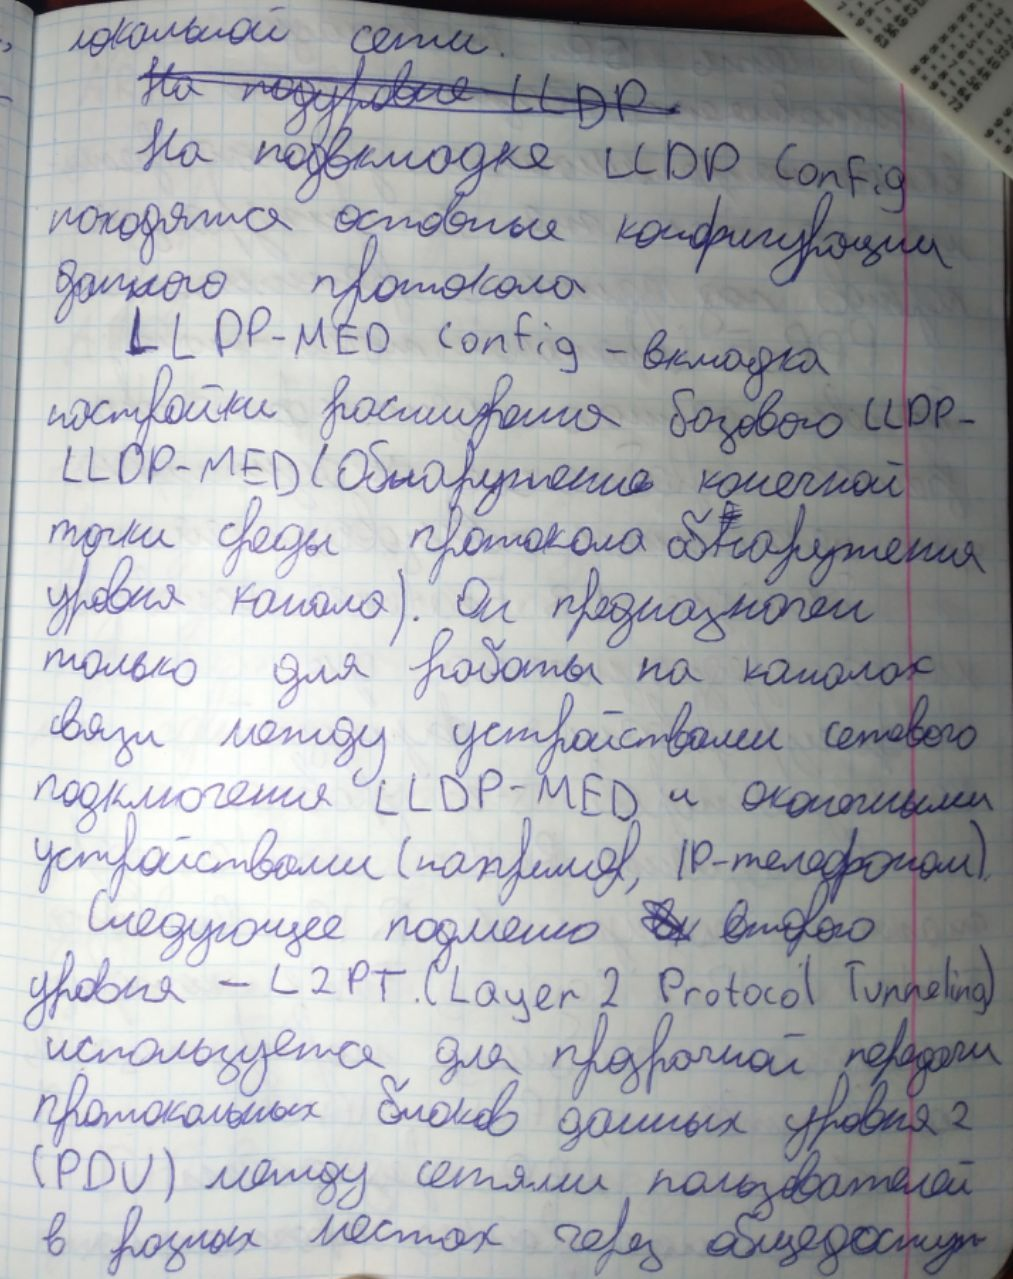 локальной сети.
На подуровне LLDP
На подвкладке LLDP Config
находятся основные конфигурации
данного протокола
LLDP-MED Config - вкладка
настройки расширения базового LLDP-
LLDP-MED (Обнаружение конечной
точки среды протокола обнаружения
уровня канала). Он предназначен
только для работы на каналах
связи между устройствами сетевого
подключения LLDP-MED и оконечными
устройствами (например, IP-телефоном).
Следующее подменю второго
уровня - L2PT. (Layer 2 Protocol Tunneling)
используется для прозрачной передачи
протокольных блоков данных уровня 2
(PDU) между сетями пользователей
в разных местах через общедоступн